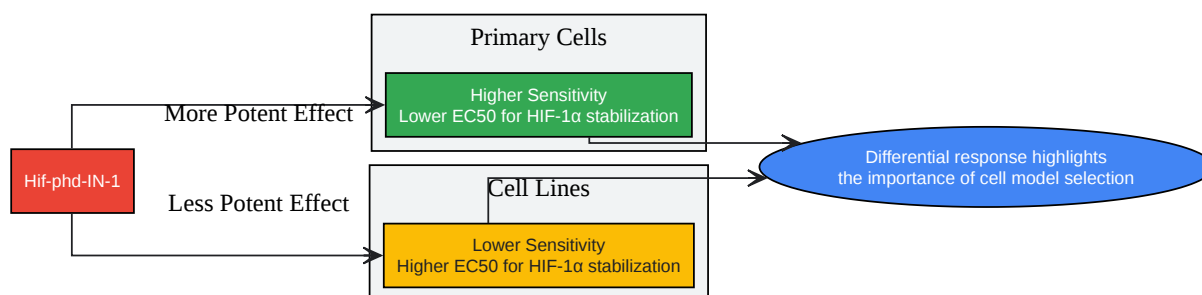 Primary Cells
Higher Sensitivity
Lower EC50 for HIF-1α stabilization
More Potent Effect
Hif-phd-IN-1
Differential response highlights
the importance of cell model selection
Less Potent Effect
Cell Lines
Lower Sensitivity
Higher EC50 for HIF-1α stabilization